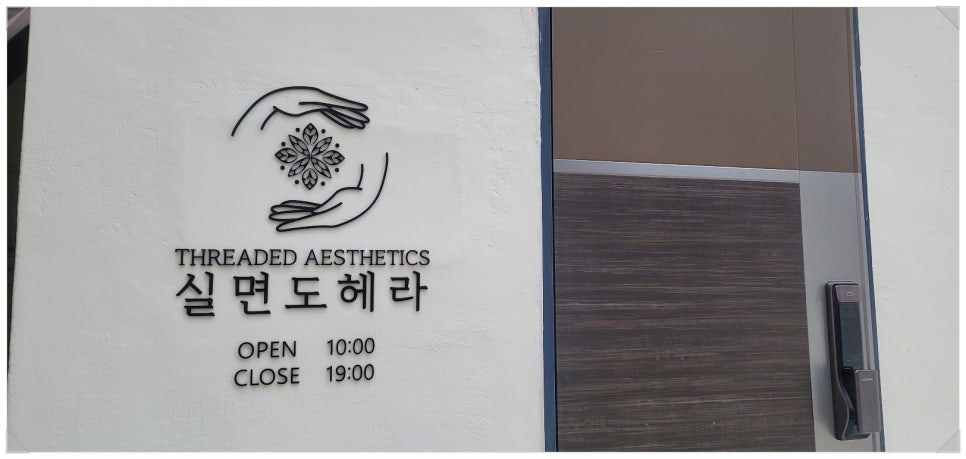 THREADED AESTHETICS
실면도헤라
OPEN 10:00
CLOSE 19:00